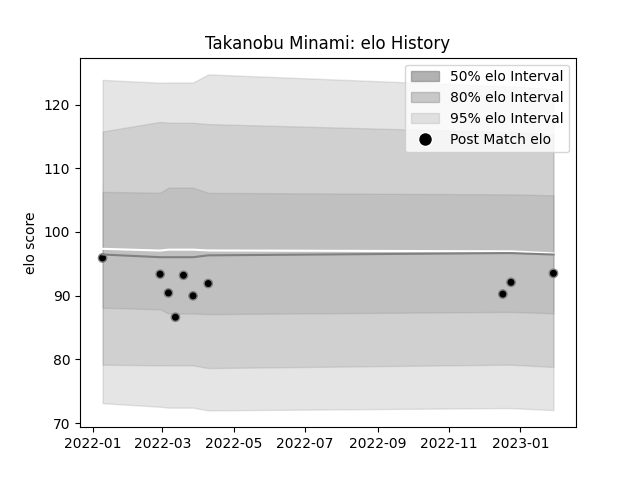 Takanobu Minami: elo History
50% elo Interval
80% elo Interval
95% elo Interval
Post Match elo
elo score
120
110
100
90
80
70
2022-01 2022-03 2022-05 2022-07 2022-09 2022-11 2023-01